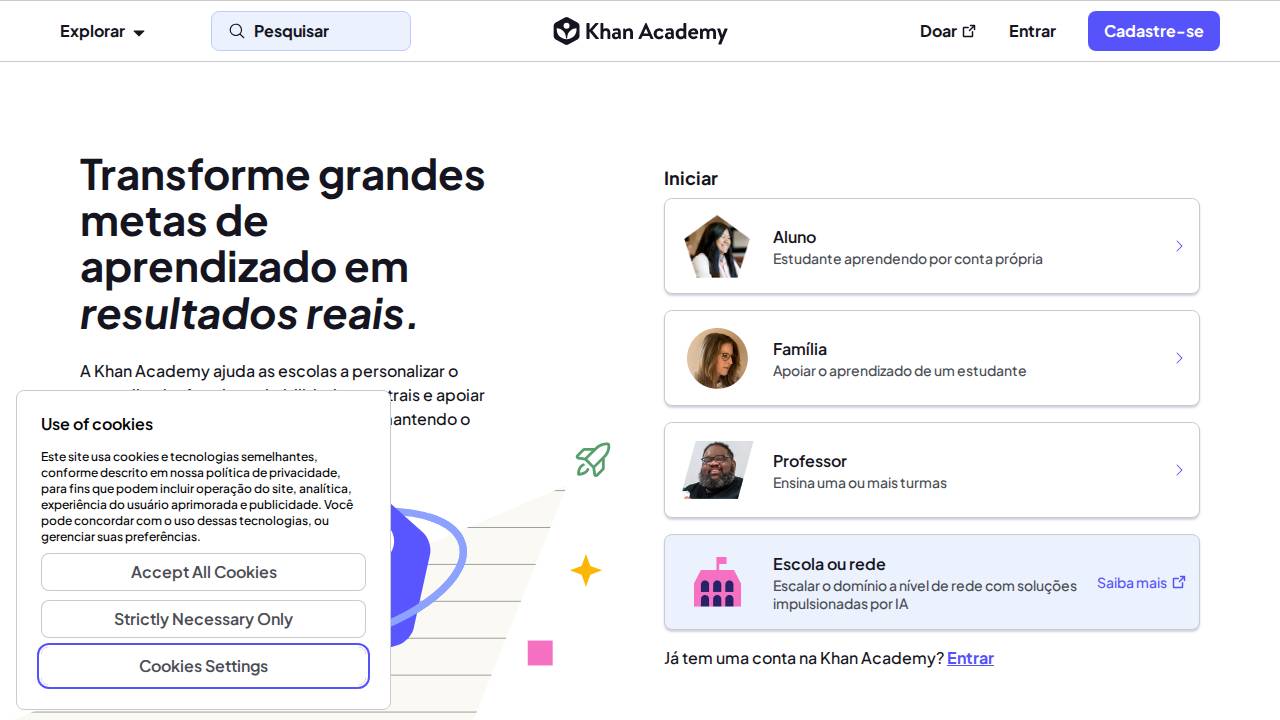 Explorar
Pesquisar
Khan Academy
Doar
Entrar
Cadastre-se
Transforme grandes
metas de
aprendizado em
resultados reais.
A Khan Academy ajuda as escolas a personalizar o
e apoiar
mantendo o
Use of cookies
Este site usa cookies e tecnologias semelhantes,
conforme descrito em nossa política de privacidade,
para fins que podem incluir operação do site, analítica,
experiência do usuário aprimorada e publicidade. Você
pode concordar com o uso dessas tecnologias, ou
gerenciar suas preferências.
Accept All Cookies
Strictly Necessary Only
Cookies Settings
Iniciar
Aluno
Estudante aprendendo por conta própria
Família
Apoiar o aprendizado de um estudante
Professor
Ensina uma ou mais turmas
Escola ou rede
Escalar o domínio a nível de rede com soluções
impulsionadas por IA
Saiba mais
Já tem uma conta na Khan Academy? Entrar